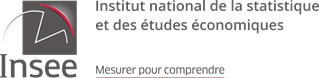 Institut national de la statistique
et des études économiques
Insee
Mesurer pour comprendre